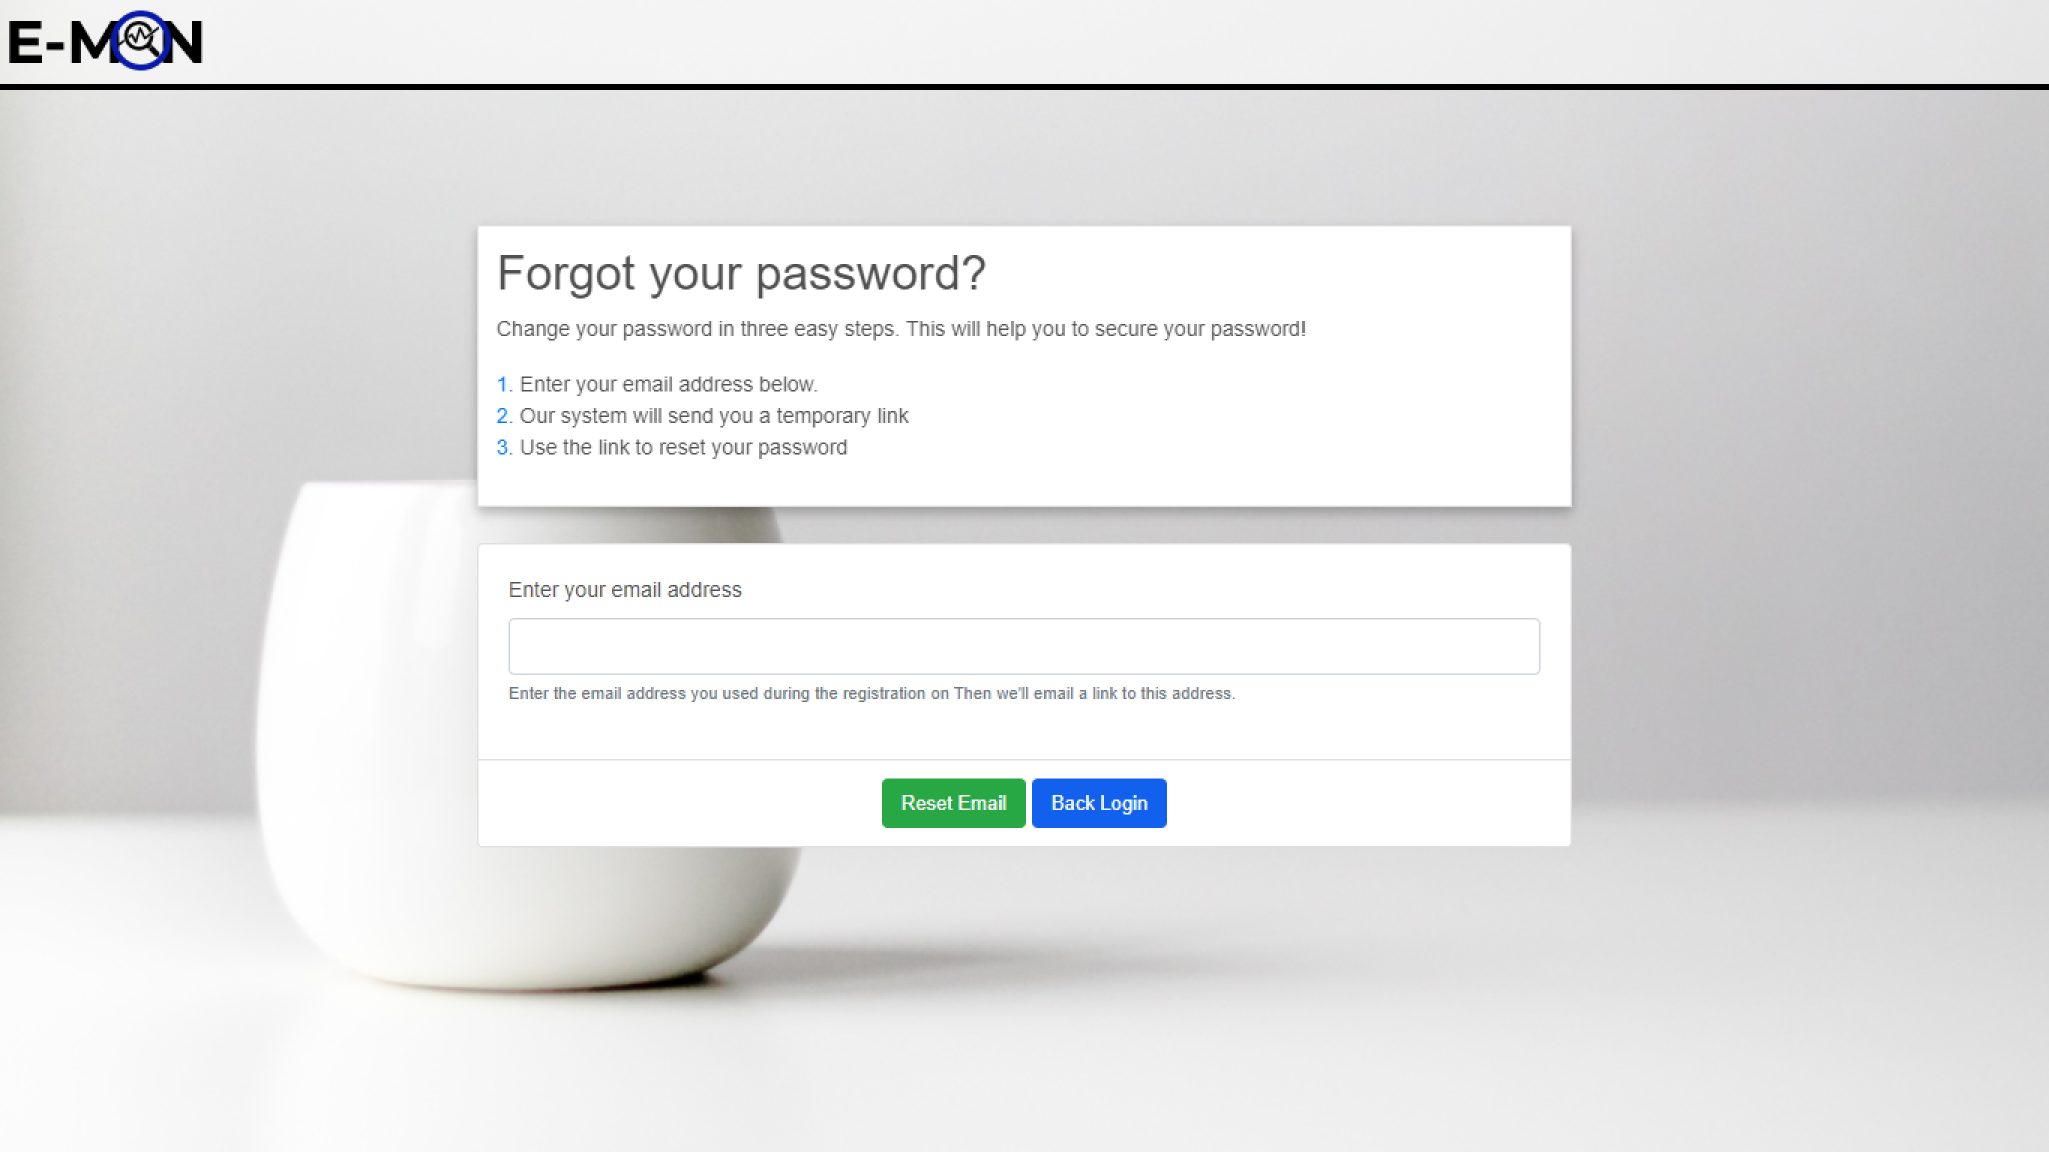 E-MON
Forgot your password?
Change your password in three easy steps. This will help you to secure your password!
1. Enter your email address below.
2. Our system will send you a temporary link
3. Use the link to reset your password
Enter your email address
Enter the email address you used during the registration on Then we'll email a link to this address.
Reset Email Back Login